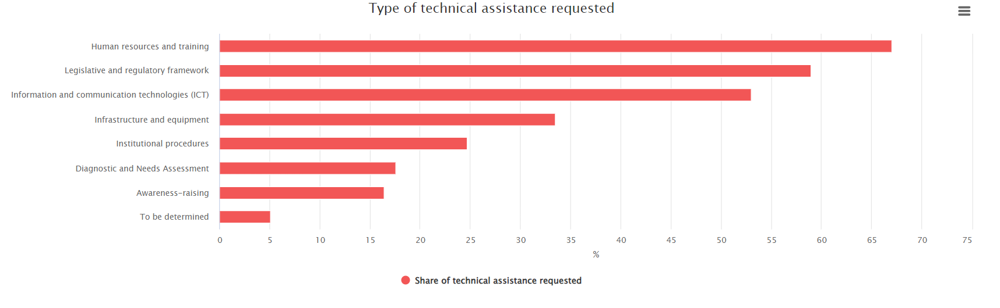 Type of technical assistance requested
Human resources and training
Legislative and regulatory framework
Information and communication technologies (ICT)
Infrastructure and equipment
Institutional procedures
Diagnostic and Needs Assessment
Awareness-raising
To be determined
0 5 10 15 20 25 30 35 40 45 50 55 60 65 70 75
%
Share of technical assistance requested